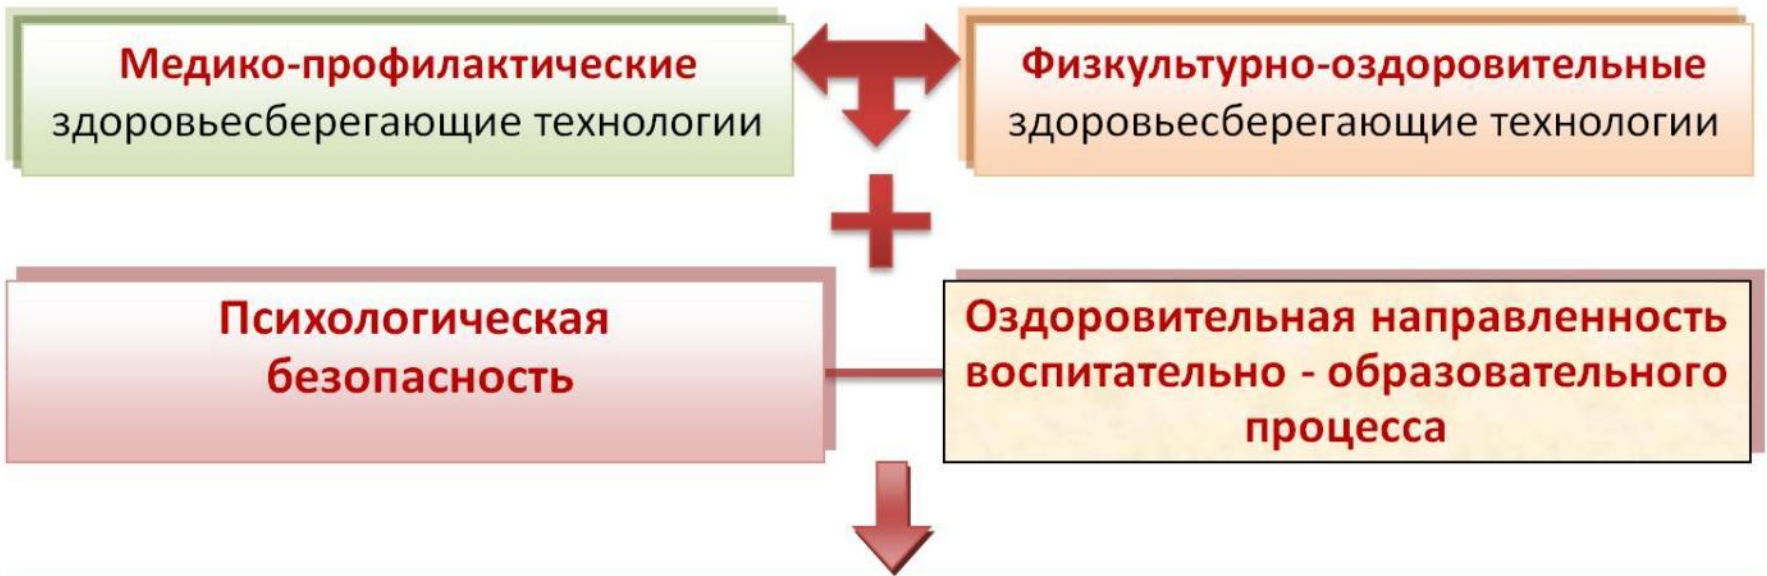 Медико-профилактические
здоровьесберегающие технологии
Физкультурно-оздоровительные
здоровьесберегающие технологии
Психологическая
безопасность
Оздоровительная направленность
воспитательно - образовательного
процесса